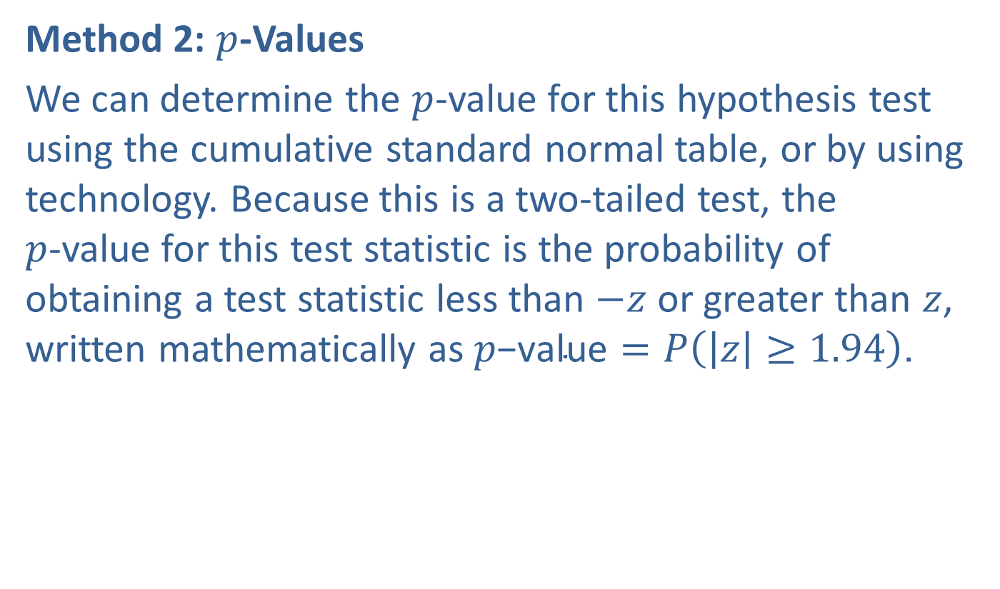 Method 2: p-Values
We can determine the p-value for this hypothesis test
using the cumulative standard normal table, or by using
technology. Because this is a two-tailed test, the
p-value for this test statistic is the probability of
obtaining a test statistic less than −z or greater than z,
written mathematically as p−value = P(|z| ≥ 1.94).